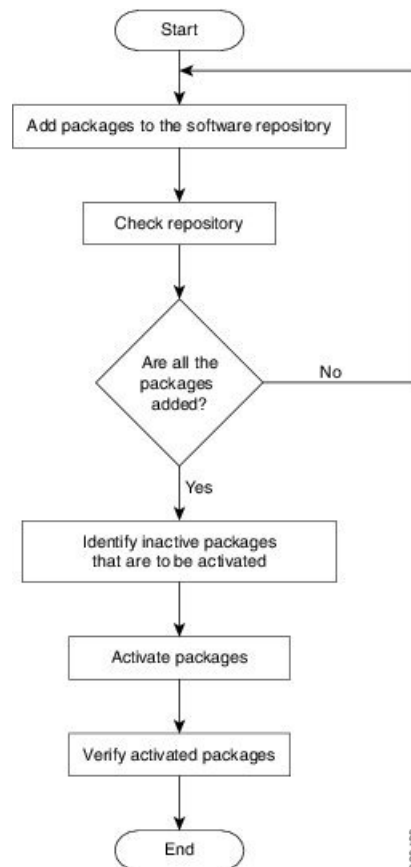 Start
Add packages to the software repository
Check repository
Are all the
packages
added?
No
Yes
Identify inactive packages
that are to be activated
Activate packages
Verify activated packages
End